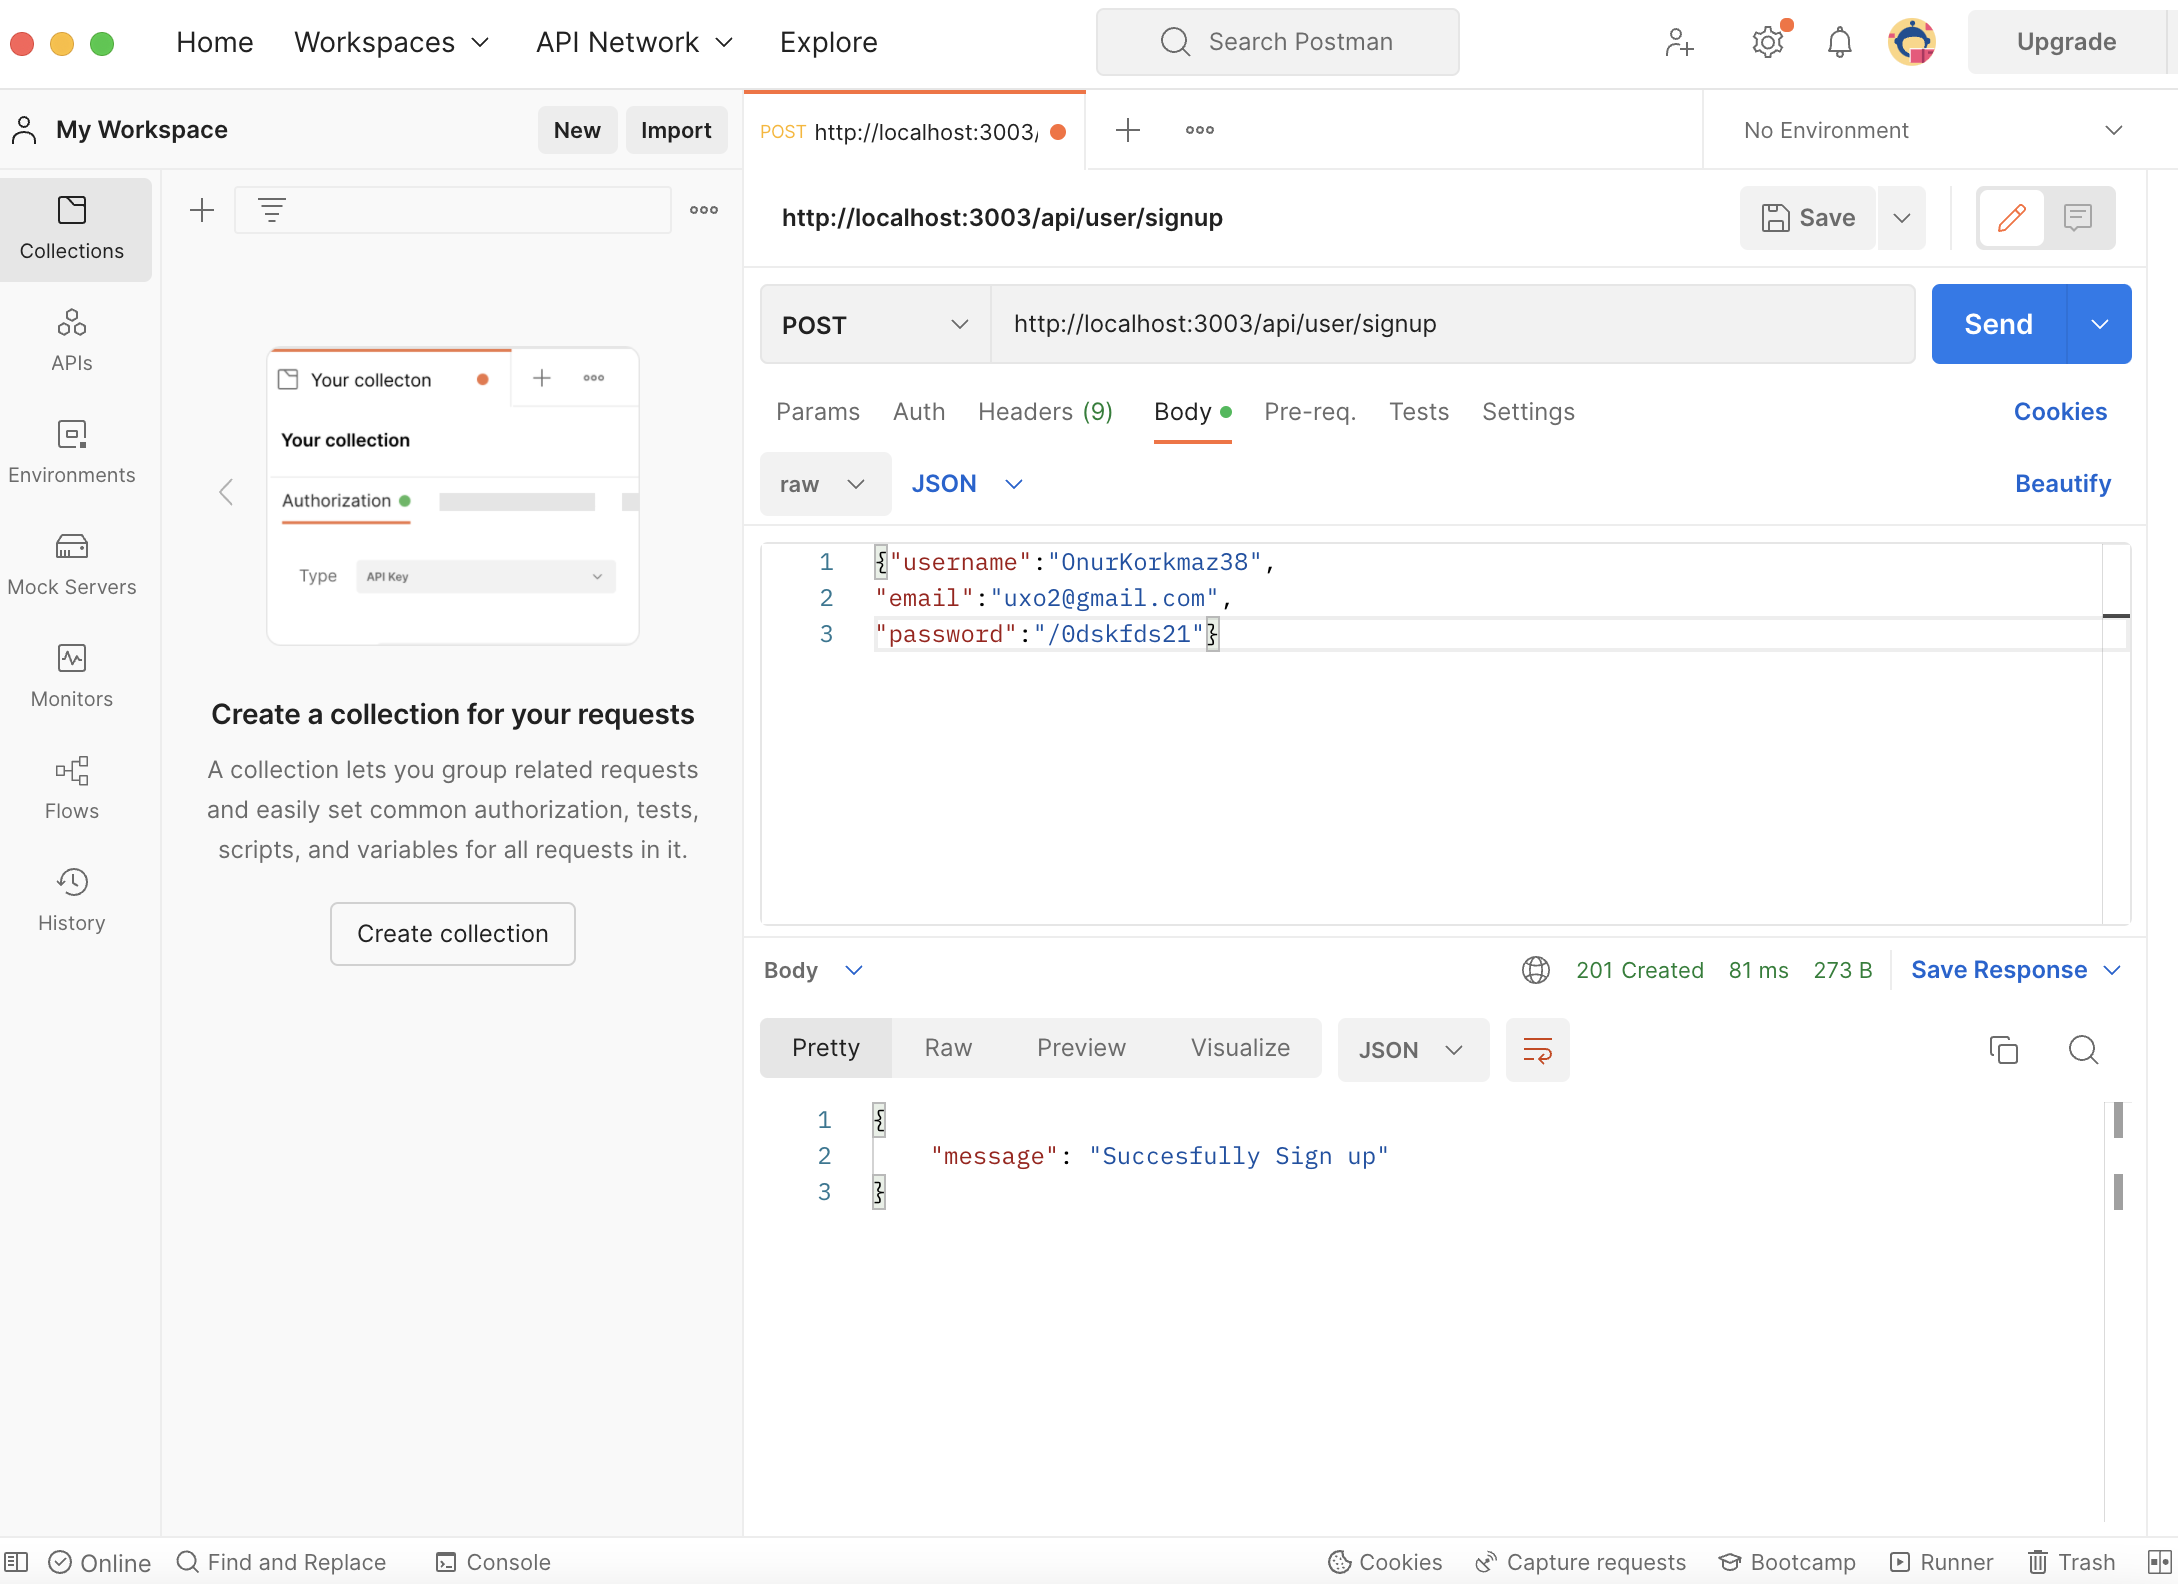 Home Workspaces API Network Explore Search Postman Upgrade
My Workspace New Import
POST http://localhost:3003/ No Environment
Collections
APIs
Environments
Mock Servers
Monitors
Flows
History
Your collecton
Your collection
Authorization
Type API Key
Create a collection for your requests
A collection lets you group related requests
and easily set common authorization, tests,
scripts, and variables for all requests in it.
Create collection
http://localhost:3003/api/user/signup Save
POST http://localhost:3003/api/user/signup Send
Params Auth Headers (9) Body Pre-req. Tests Settings Cookies
raw JSON Beautify
1 {"username":"OnurKorkmaz38",
2 "email":"uxo2@gmail.com",
3 "password":"/0dskfds21"}
Body 201 Created 81 ms 273 B Save Response
Pretty Raw Preview Visualize JSON
1 {
2 "message": "Succesfully Sign up"
3 }
Online Find and Replace Console Cookies Capture requests Bootcamp Runner Trash